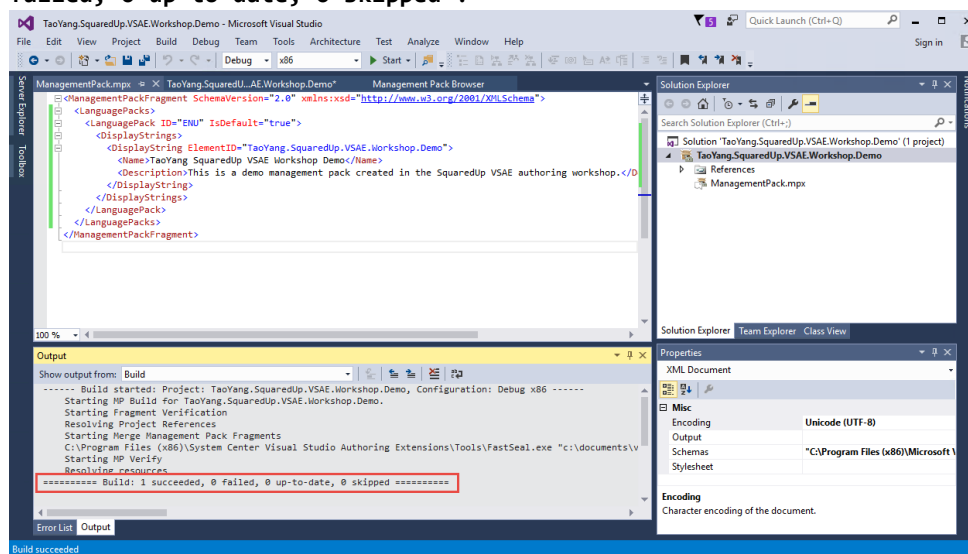 TaoYang.SquaredUp.VSAE.Workshop.Demo - Microsoft Visual Studio
5
Quick Launch (Ctrl+Q)
File Edit View Project Build Debug Team Tools Architecture Test Analyze Window Help
Sign in
Debug x86 Start
Server Explorer
Toolbox
ManagementPack.mpx TaoYang.SquaredU...AE.Workshop.Demo* Management Pack Browser
<ManagementPackFragment SchemaVersion="2.0" xmlns:xsd="http://www.w3.org/2001/XMLSchema">
<LanguagePacks>
<LanguagePack ID="ENU" IsDefault="true">
<DisplayStrings>
<DisplayString ElementID="TaoYang.SquaredUp.VSAE.Workshop.Demo">
<Name>TaoYang SquaredUp VSAE Workshop Demo</Name>
<Description>This is a demo management pack created in the SquaredUp VSAE authoring workshop.</D
</DisplayString>
</DisplayStrings>
</LanguagePack>
</LanguagePacks>
</ManagementPackFragment>
100 %
Solution Explorer
Search Solution Explorer (Ctrl+;)
Solution 'TaoYang.SquaredUp.VSAE.Workshop.Demo' (1 project)
TaoYang.SquaredUp.VSAE.Workshop.Demo
References
ManagementPack.mpx
Solution Explorer Team Explorer Class View
Notifications
Output
Show output from: Build
------ Build started: Project: TaoYang.SquaredUp.VSAE.Workshop.Demo, Configuration: Debug x86 ------
Starting MP Build for TaoYang.SquaredUp.VSAE.Workshop.Demo.
Starting Fragment Verification
Resolving Project References
Starting Merge Management Pack Fragments
C:\Program Files (x86)\System Center Visual Studio Authoring Extensions\Tools\FastSeal.exe "c:\documents\v
Starting MP Verify
Resolving resources
========== Build: 1 succeeded, 0 failed, 0 up-to-date, 0 skipped ==========
Error List Output
Properties
XML Document
Misc
Encoding Unicode (UTF-8)
Output
Schemas "C:\Program Files (x86)\Microsoft \
Stylesheet
Encoding
Character encoding of the document.
Build succeeded